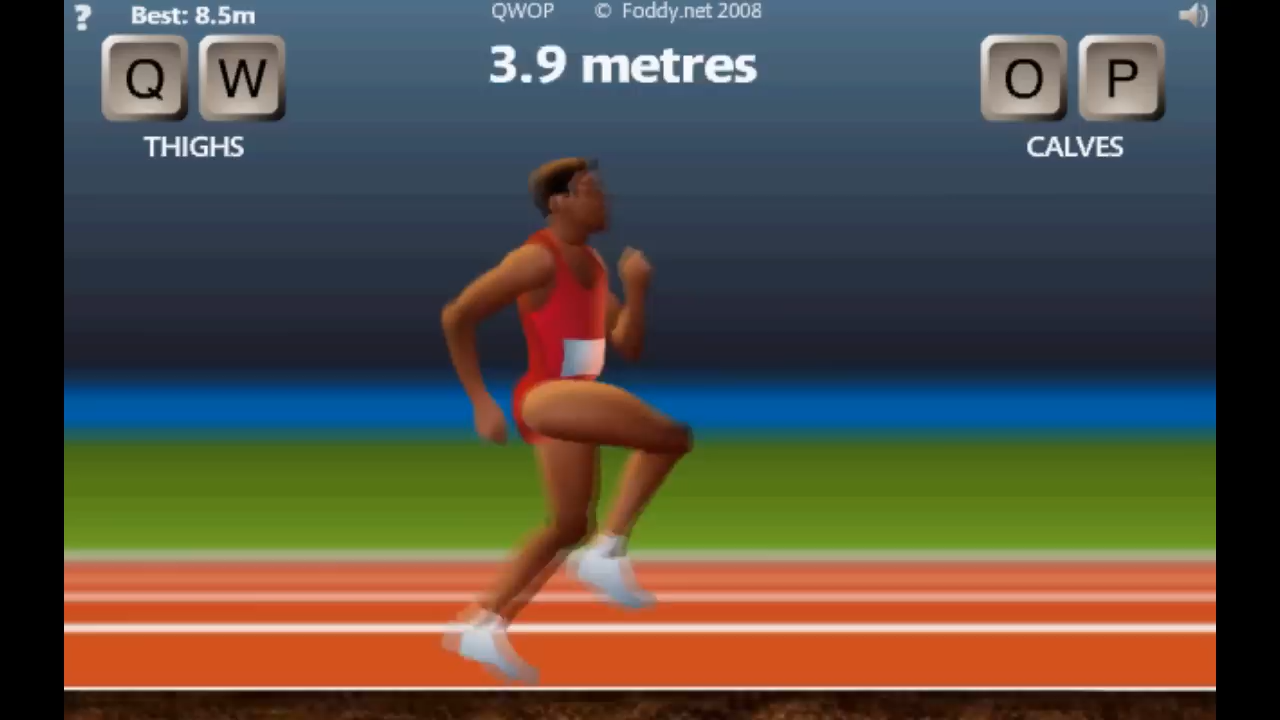 ?
Best: 8.5m
QWOP © Foddy.net 2008
3.9 metres
Q W
THIGHS
O P
CALVES